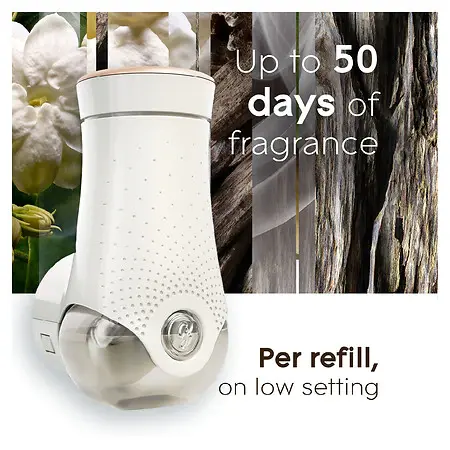 Up to 50
days of
fragrance
Per refill,
on low setting